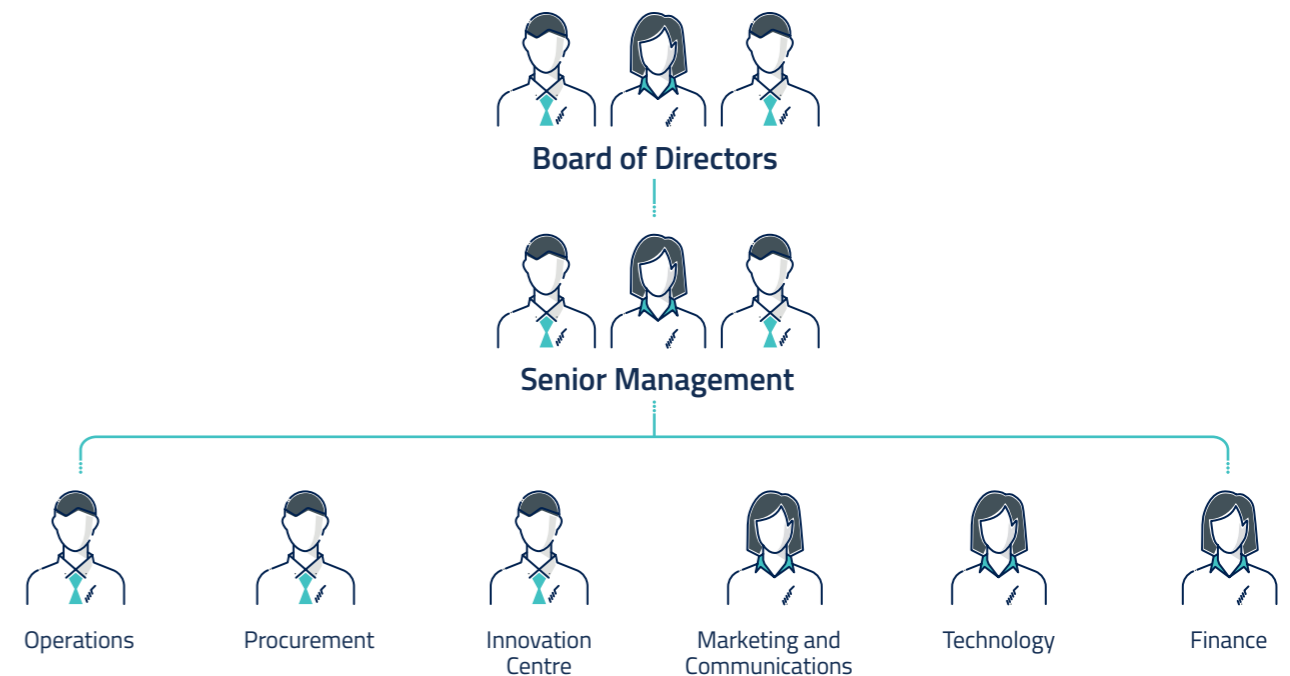 Board of Directors
Senior Management
Operations
Procurement
Innovation
Centre
Marketing and
Communications
Technology
Finance